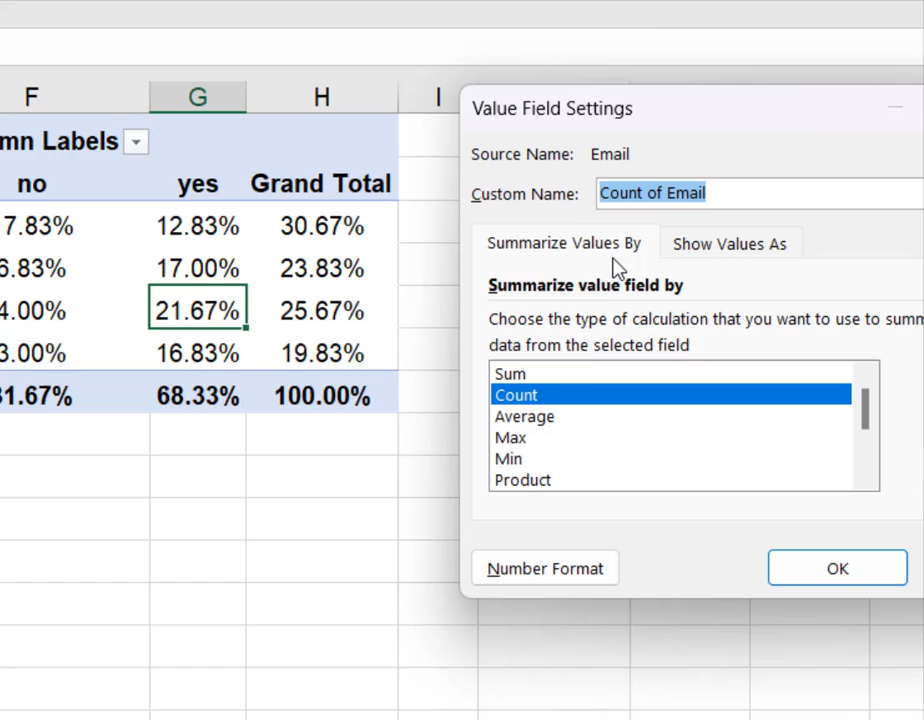 F G H I
mn Labels
no yes Grand Total
7.83% 12.83% 30.67%
6.83% 17.00% 23.83%
4.00% 21.67% 25.67%
3.00% 16.83% 19.83%
31.67% 68.33% 100.00%
Value Field Settings
Source Name: Email
Custom Name: Count of Email
Summarize Values By Show Values As
Summarize value field by
Choose the type of calculation that you want to use to summ
data from the selected field
Sum
Count
Average
Max
Min
Product
Number Format OK